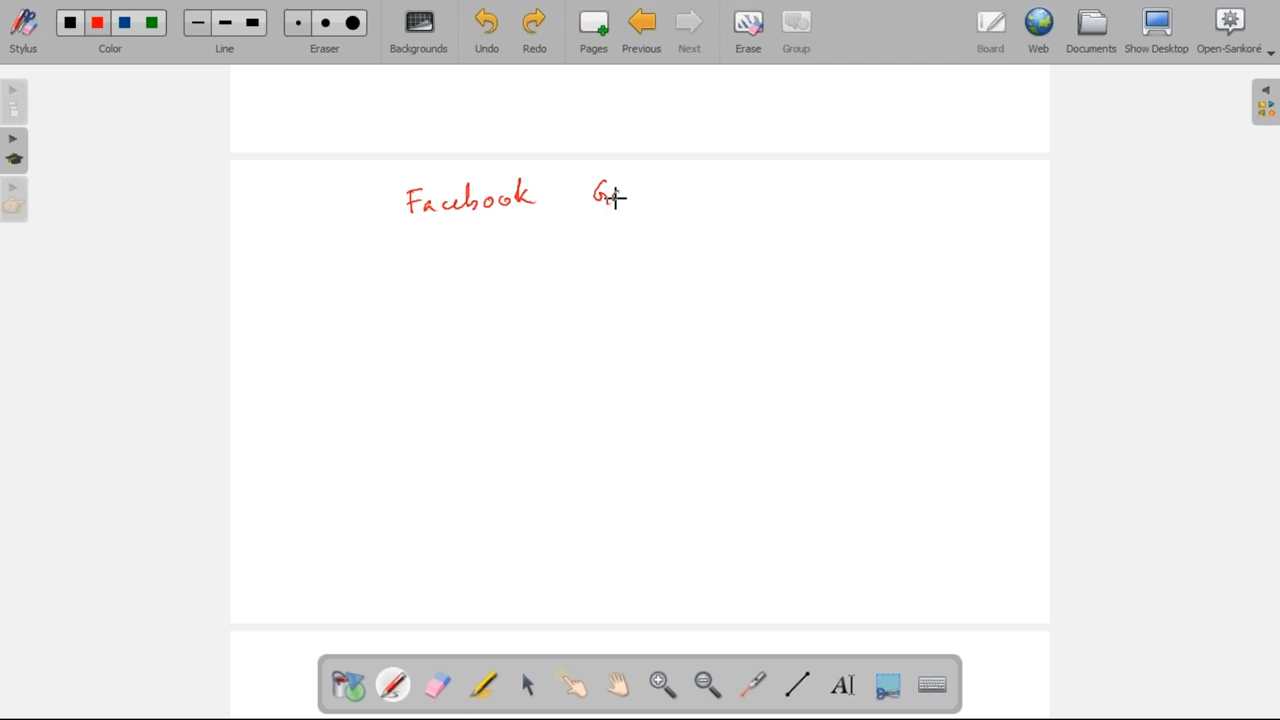 Stylus Color Line Eraser Backgrounds Undo Redo Pages Previous Next Erase Group Board Web Documents Show Desktop Open-Sankoré
Facebook